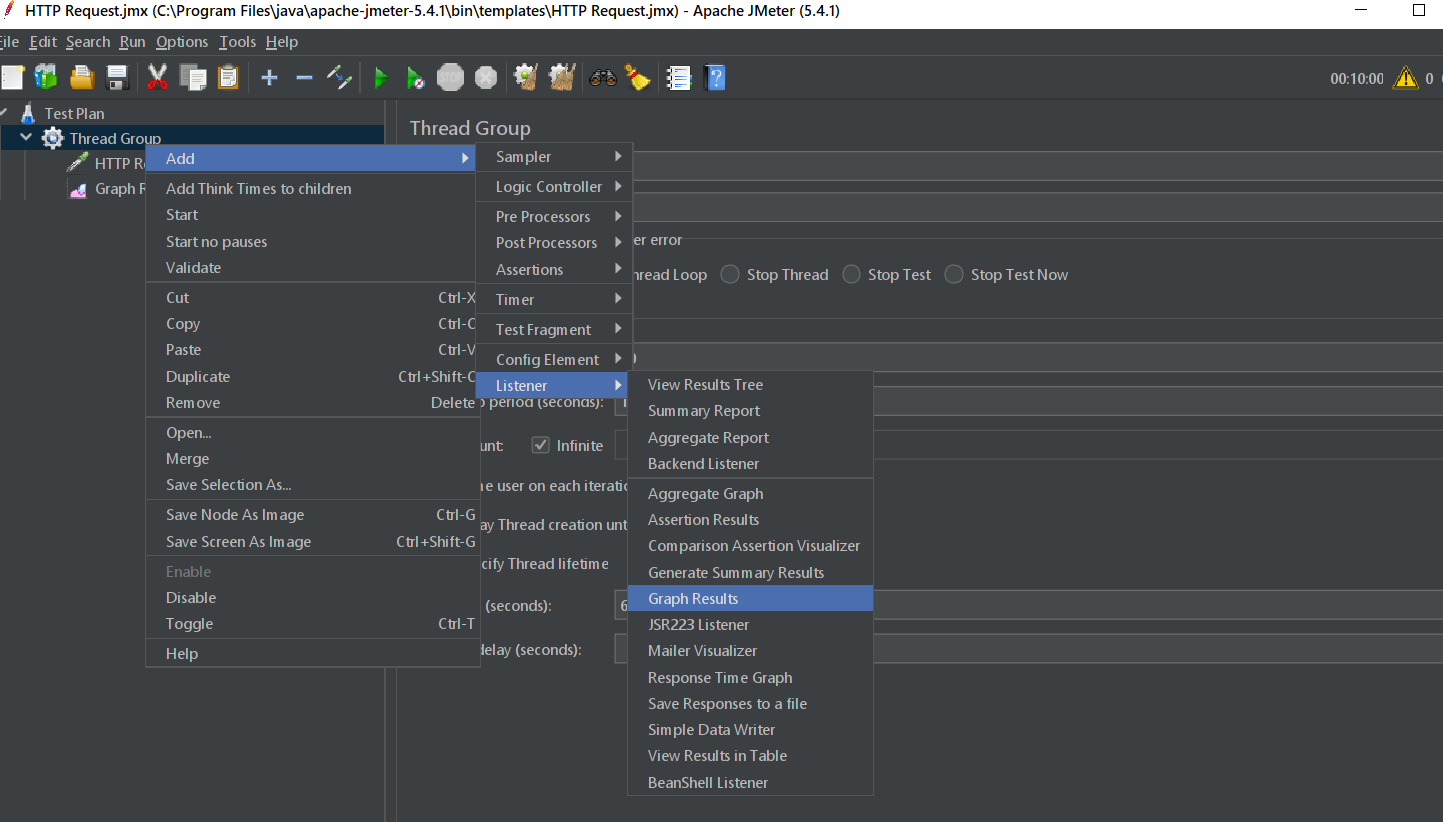 HTTP Request.jmx (C:\Program Files\java\apache-jmeter-5.4.1\bin\templates\HTTP Request.jmx) - Apache JMeter (5.4.1)
File Edit Search Run Options Tools Help
STOP
00:10:00 0
Test Plan
Thread Group
HTTP R
Graph R
Add
Add Think Times to children
Start
Start no pauses
Validate
Cut Ctrl-X
Copy Ctrl-C
Paste Ctrl-V
Duplicate Ctrl+Shift-C
Remove Delete
Open...
Merge
Save Selection As...
Save Node As Image Ctrl-G
Save Screen As Image Ctrl+Shift-G
Enable
Disable
Toggle Ctrl-T
Help
Sampler
Logic Controller
Pre Processors
Post Processors
Assertions
Timer
Test Fragment
Config Element
Listener
View Results Tree
Summary Report
Aggregate Report
Backend Listener
Aggregate Graph
Assertion Results
Comparison Assertion Visualizer
Generate Summary Results
Graph Results
JSR223 Listener
Mailer Visualizer
Response Time Graph
Save Responses to a file
Simple Data Writer
View Results in Table
BeanShell Listener
Thread Group
er error
hread Loop Stop Thread Stop Test Stop Test Now
p period (seconds):
unt: Infinite
e user on each iteratio
ay Thread creation unt
cify Thread lifetime
(seconds): 6
delay (seconds):